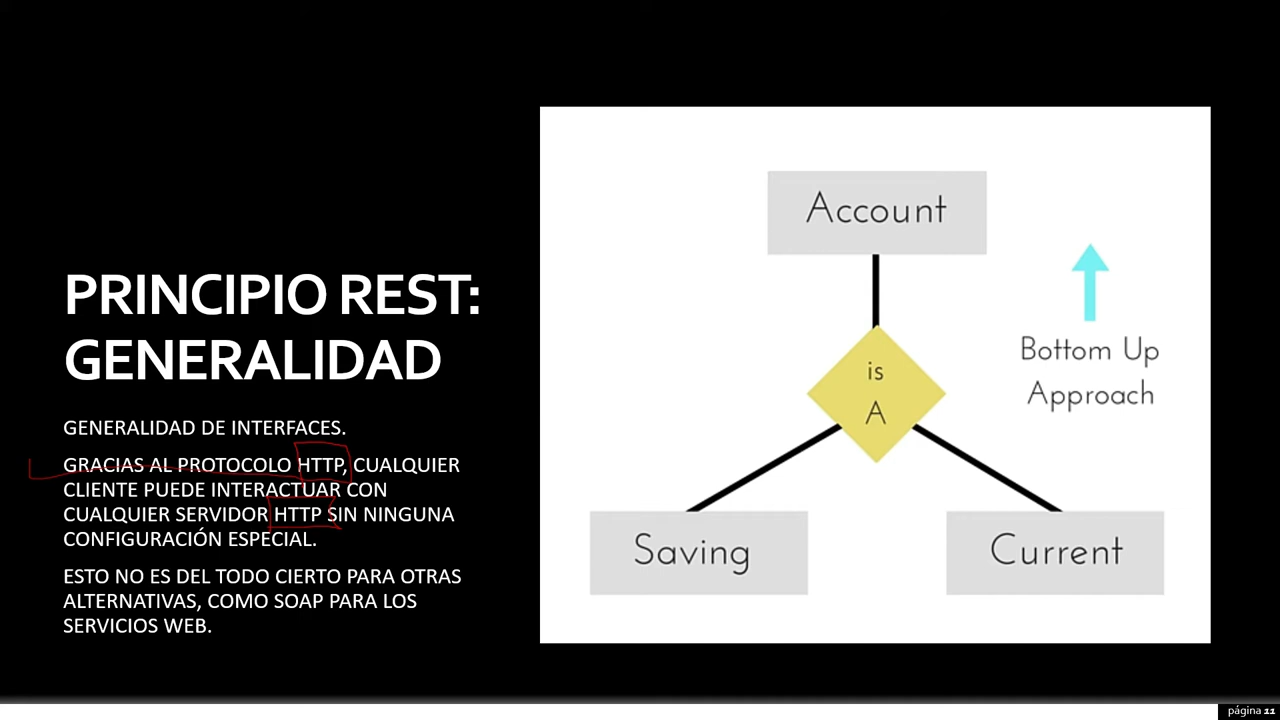 PRINCIPIO REST:
GENERALIDAD
GENERALIDAD DE INTERFACES.
GRACIAS AL PROTOCOLO HTTP, CUALQUIER
CLIENTE PUEDE INTERACTUAR CON
CUALQUIER SERVIDOR HTTP SIN NINGUNA
CONFIGURACIÓN ESPECIAL.
ESTO NO ES DEL TODO CIERTO PARA OTRAS
ALTERNATIVAS, COMO SOAP PARA LOS
SERVICIOS WEB.
Account
is
A
Bottom Up
Approach
Saving
Current
página 11